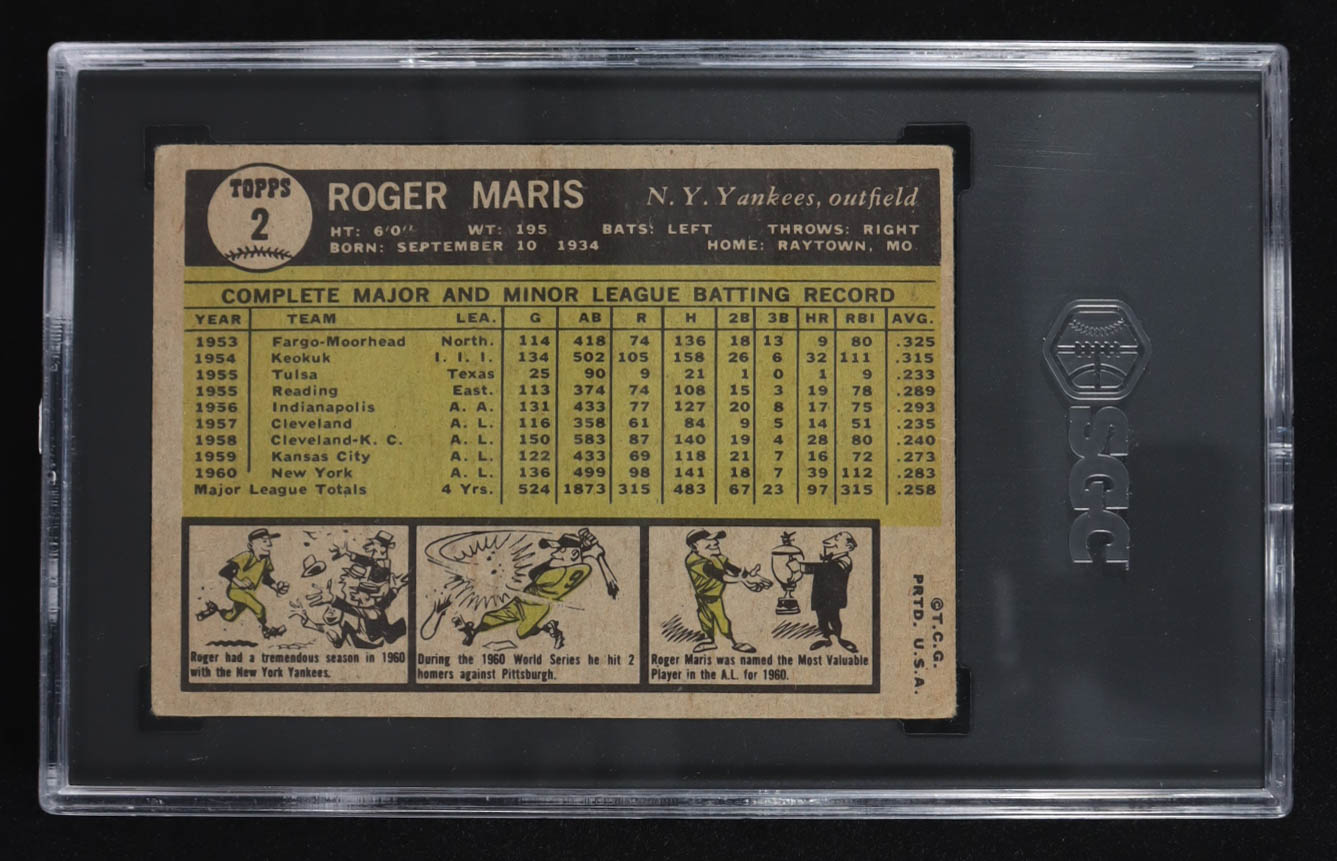 TOPPS
2
ROGER MARIS N.Y. Yankees, outfield
HT: 6'0" WT: 195 BATS: LEFT THROWS: RIGHT
BORN: SEPTEMBER 10 1934 HOME: RAYTOWN, MO.
COMPLETE MAJOR AND MINOR LEAGUE BATTING RECORD
YEAR TEAM LEA. G AB R H 2B 3B HR RBI AVG.
1953 Fargo-Moorhead North. 114 418 74 136 18 13 9 80 .325
1954 Keokuk I. I. I. 134 502 105 158 26 6 32 111 .315
1955 Tulsa Texas 25 90 9 21 1 0 1 9 .233
1955 Reading East. 113 374 74 108 15 3 19 78 .289
1956 Indianapolis A. A. 131 433 77 127 20 8 17 75 .293
1957 Cleveland A. L. 116 358 61 84 9 5 14 51 .235
1958 Cleveland-K. C. A. L. 150 583 87 140 19 4 28 80 .240
1959 Kansas City A. L. 122 433 69 118 21 7 16 72 .273
1960 New York A. L. 136 499 98 141 18 7 39 112 .283
Major League Totals 4 Yrs. 524 1873 315 483 67 23 97 315 .258
9
Roger had a tremendous season in 1960
with the New York Yankees.
During the 1960 World Series he hit 2
homers against Pittsburgh.
Roger Maris was named the Most Valuable
Player in the A.L. for 1960.
©T.C.G.
PRTD. U.S.A.
SGC